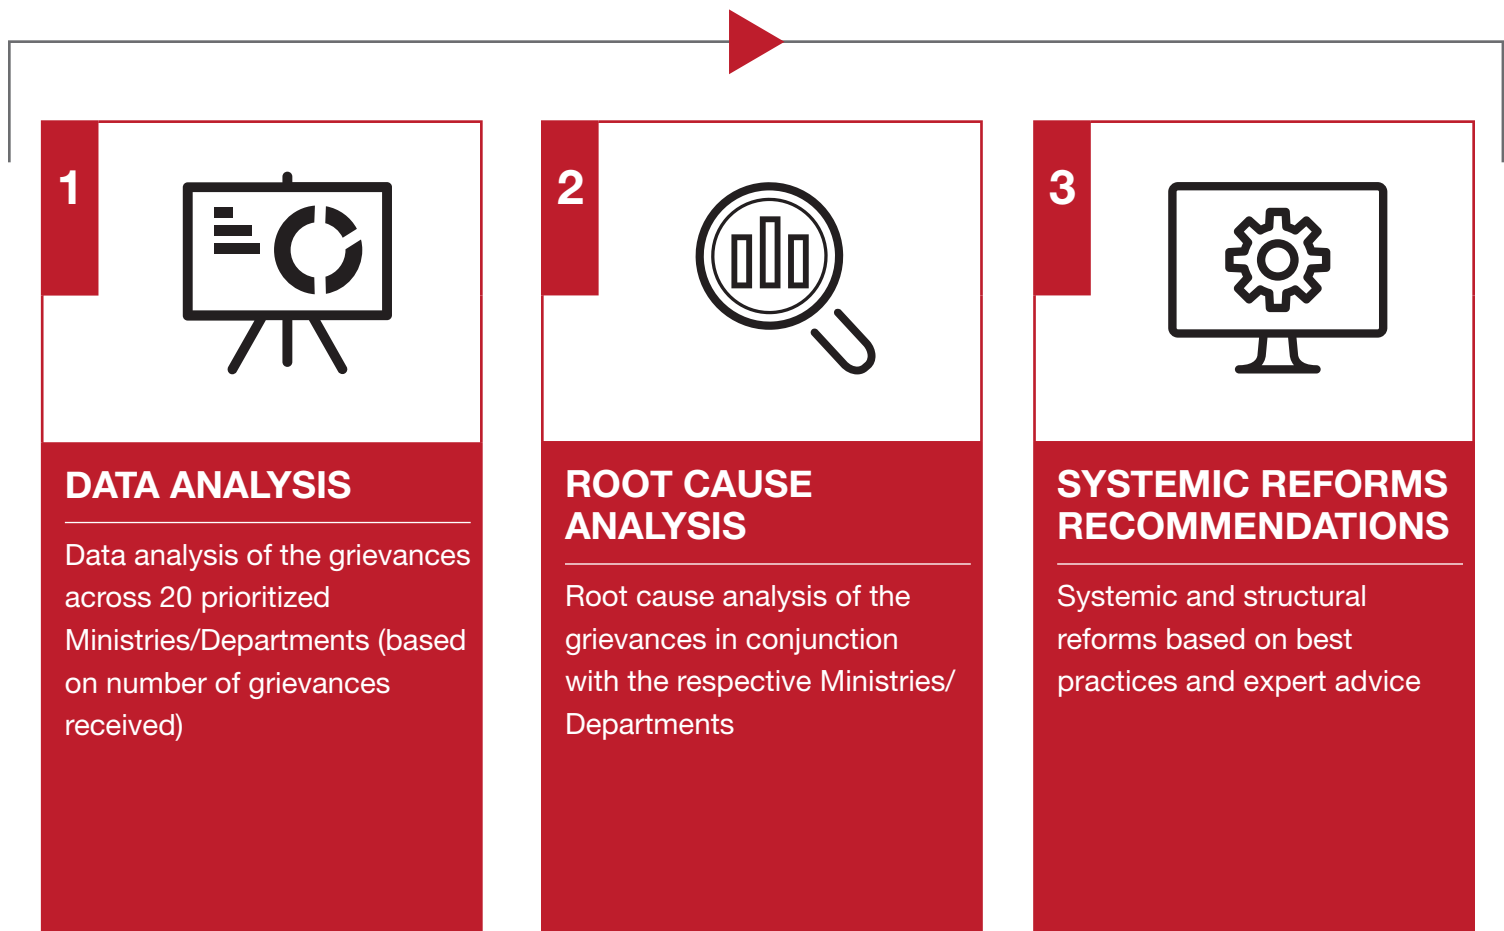 1
DATA ANALYSIS
Data analysis of the grievances
across 20 prioritized
Ministries/Departments (based
on number of grievances
received)
2
ROOT CAUSE
ANALYSIS
Root cause analysis of the
grievances in conjunction
with the respective Ministries/
Departments
3
SYSTEMIC REFORMS
RECOMMENDATIONS
Systemic and structural
reforms based on best
practices and expert advice